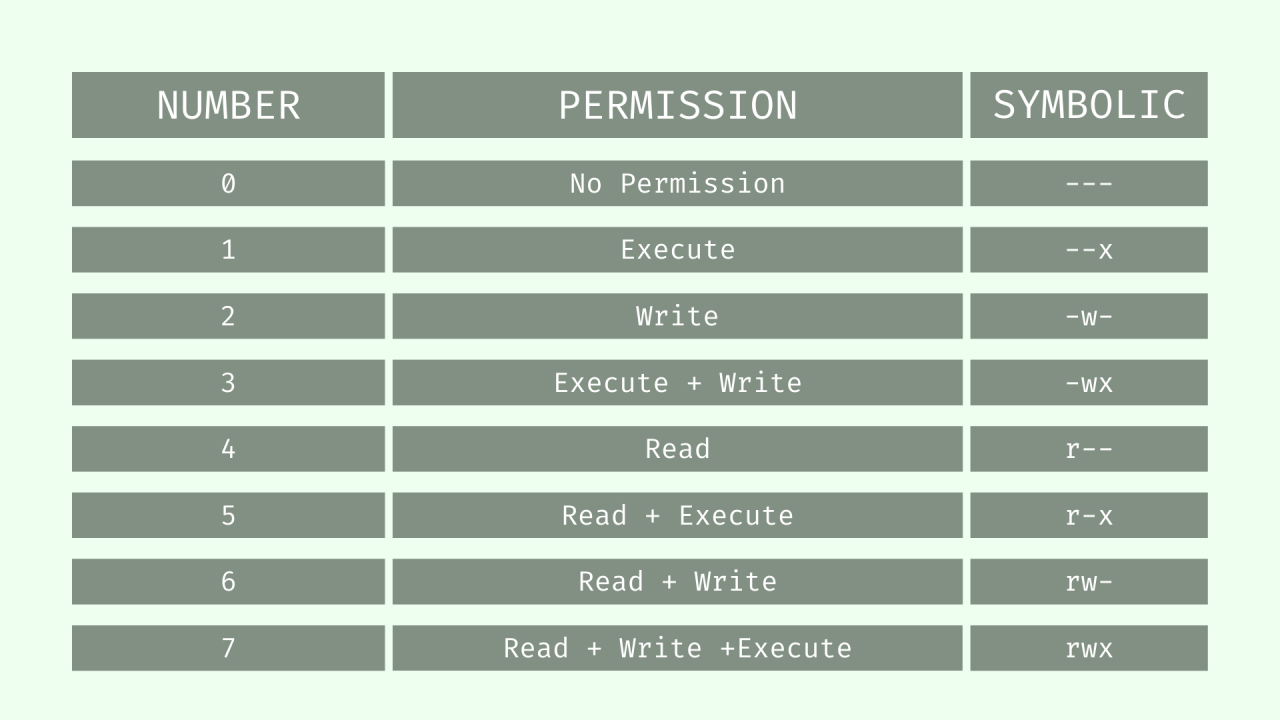 NUMBER PERMISSION SYMBOLIC
0 No Permission ---
1 Execute --x
2 Write -w-
3 Execute + Write -wx
4 Read r--
5 Read + Execute r-x
6 Read + Write rw-
7 Read + Write +Execute rwx